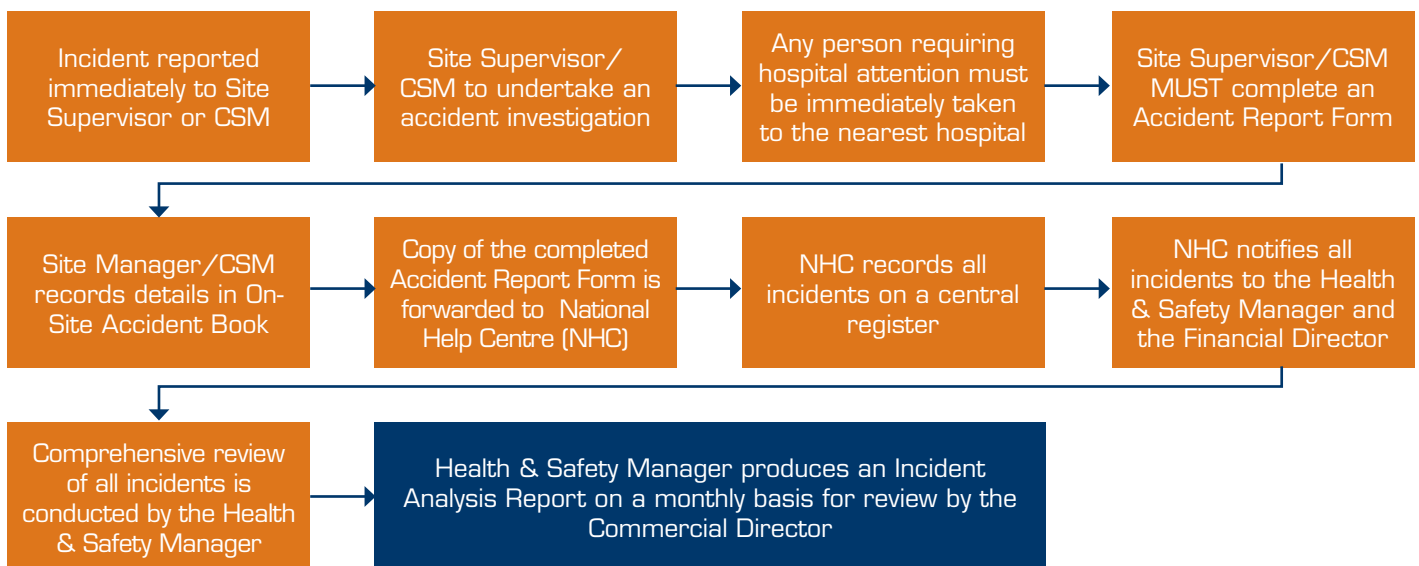 Incident reported
immediately to Site
Supervisor or CSM
Site Supervisor/
CSM to undertake an
accident investigation
Any person requiring
hospital attention must
be immediately taken
to the nearest hospital
Site Supervisor/CSM
MUST complete an
Accident Report Form
Site Manager/CSM
records details in On-
Site Accident Book
Copy of the completed
Accident Report Form is
forwarded to National
Help Centre (NHC)
NHC records all
incidents on a central
register
NHC notifies all
incidents to the Health
& Safety Manager and
the Financial Director
Comprehensive review
of all incidents is
conducted by the Health
& Safety Manager
Health & Safety Manager produces an Incident
Analysis Report on a monthly basis for review by the
Commercial Director